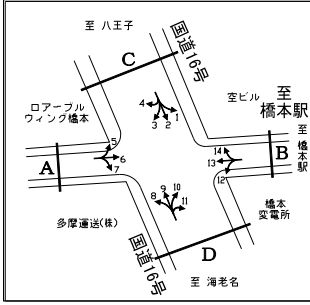 至 八王子
国道16号
C
ロアーブル
ウィング橋本
空ビル
至
橋本駅
至
橋
本
駅
A
B
多摩運送(株)
橋本
変電所
国道16号
D
至 海老名
4
3
2
1
5
6
7
8
9
10
11
14
13
12